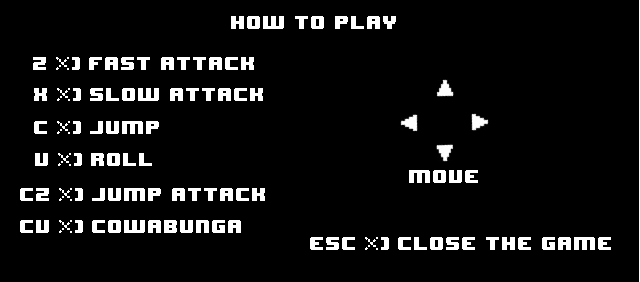 HOW TO PLAY
Z X) FAST ATTACK
X X) SLOW ATTACK
C X) JUMP
V X) ROLL
CZ X) JUMP ATTACK
CV X) COWABUNGA
MOVE
ESC X) CLOSE THE GAME